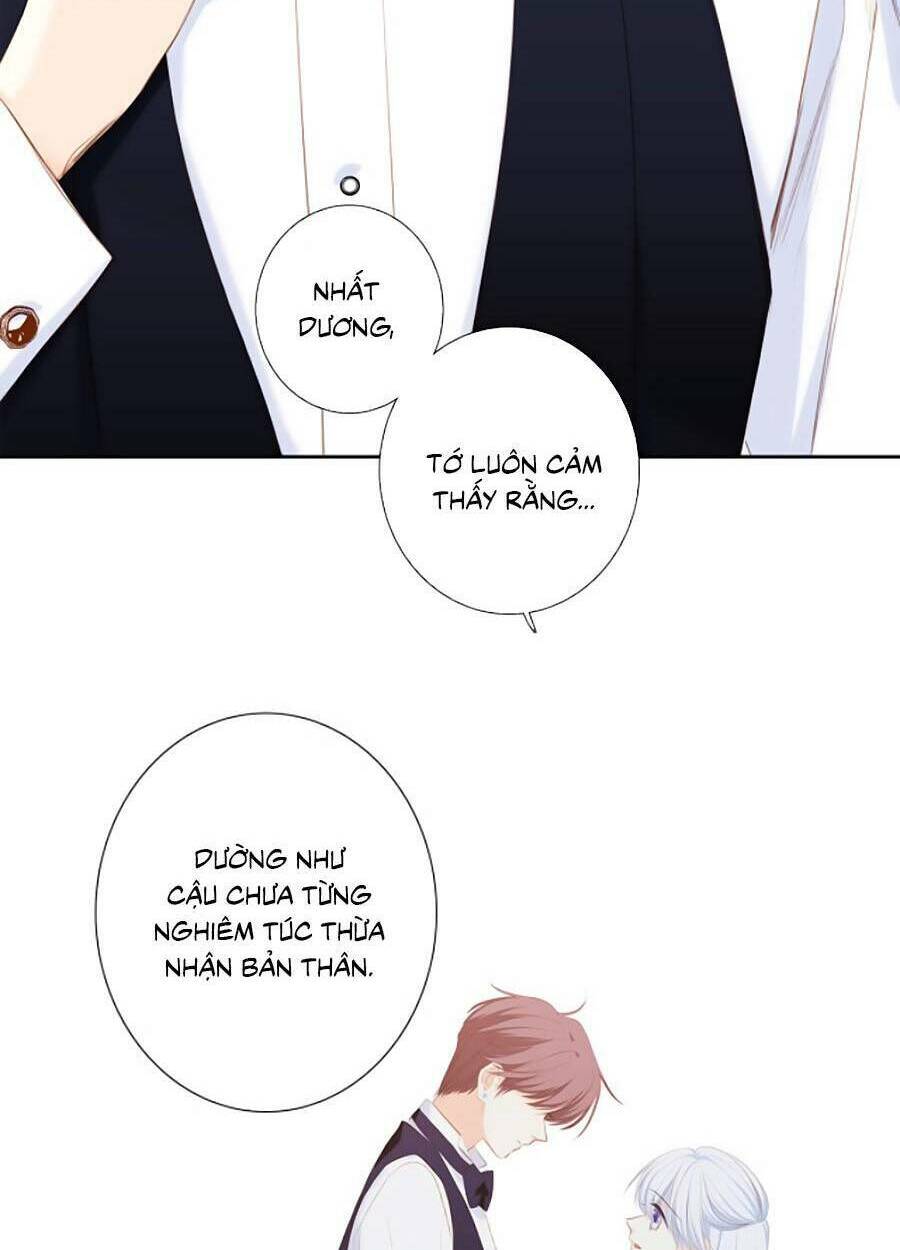 NHẤT
DƯƠNG,
TỚ LUÔN CẢM
THẤY RẰNG...
DƯỜNG NHƯ
CẬU CHƯA TỪNG
NGHIÊM TÚC THỪA
NHẬN BẢN THÂN.